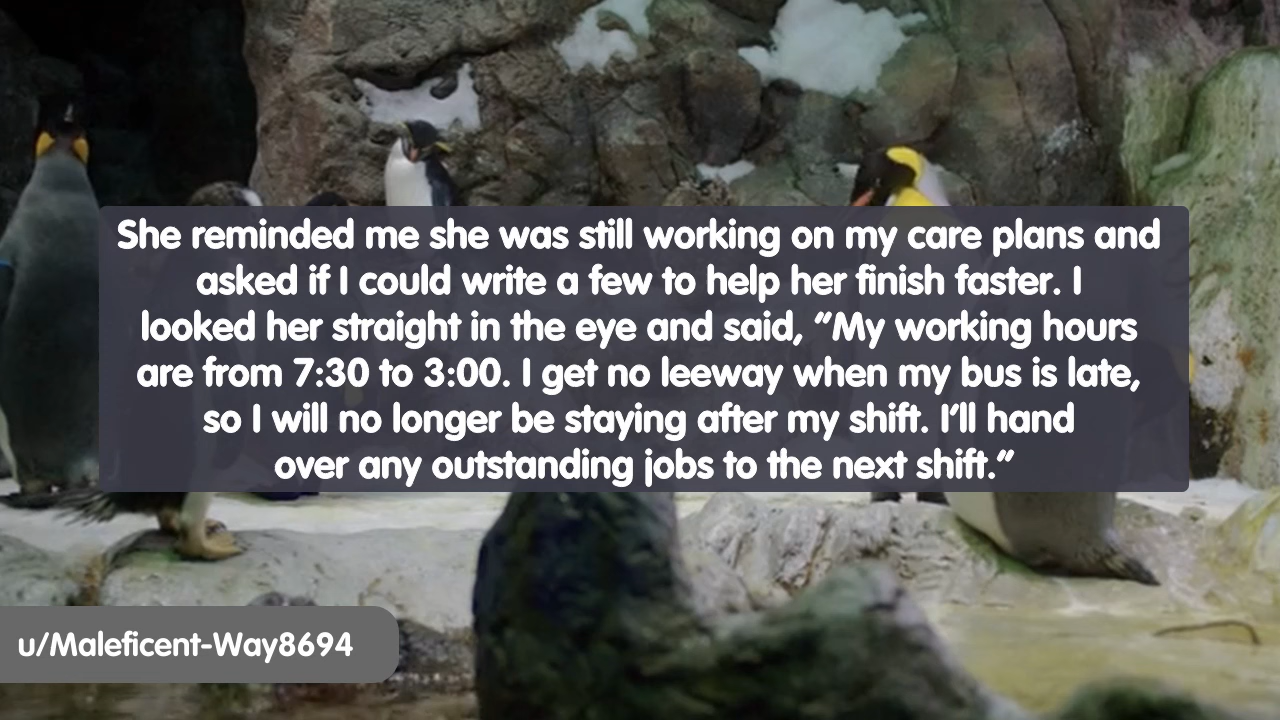 She reminded me she was still working on my care plans and
asked if I could write a few to help her finish faster. I
looked her straight in the eye and said, “My working hours
are from 7:30 to 3:00. I get no leeway when my bus is late,
so I will no longer be staying after my shift. I’ll hand
over any outstanding jobs to the next shift.”
u/Maleficent-Way8694